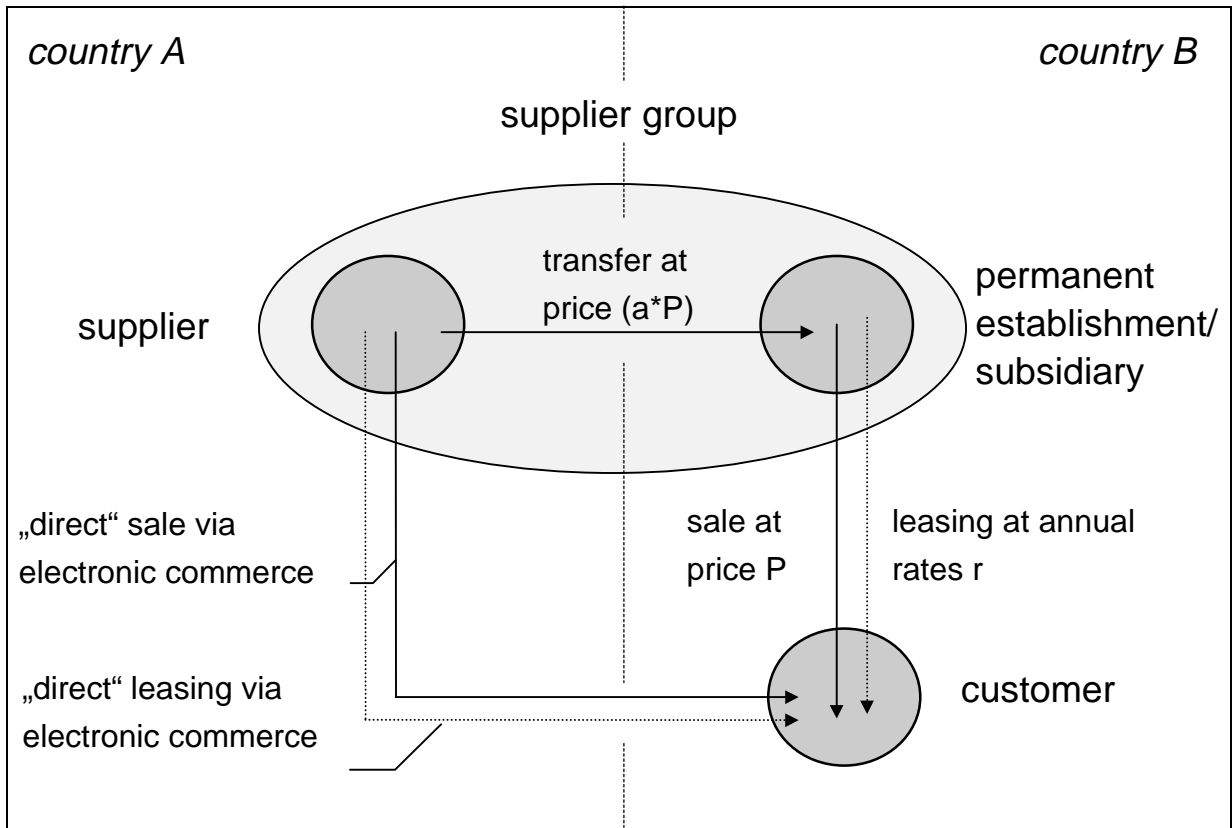 country A
country B
supplier group
transfer at
price (a*P)
supplier
permanent
establishment/
subsidiary
„direct“ sale via
electronic commerce
sale at
price P
leasing at annual
rates r
„direct“ leasing via
electronic commerce
customer